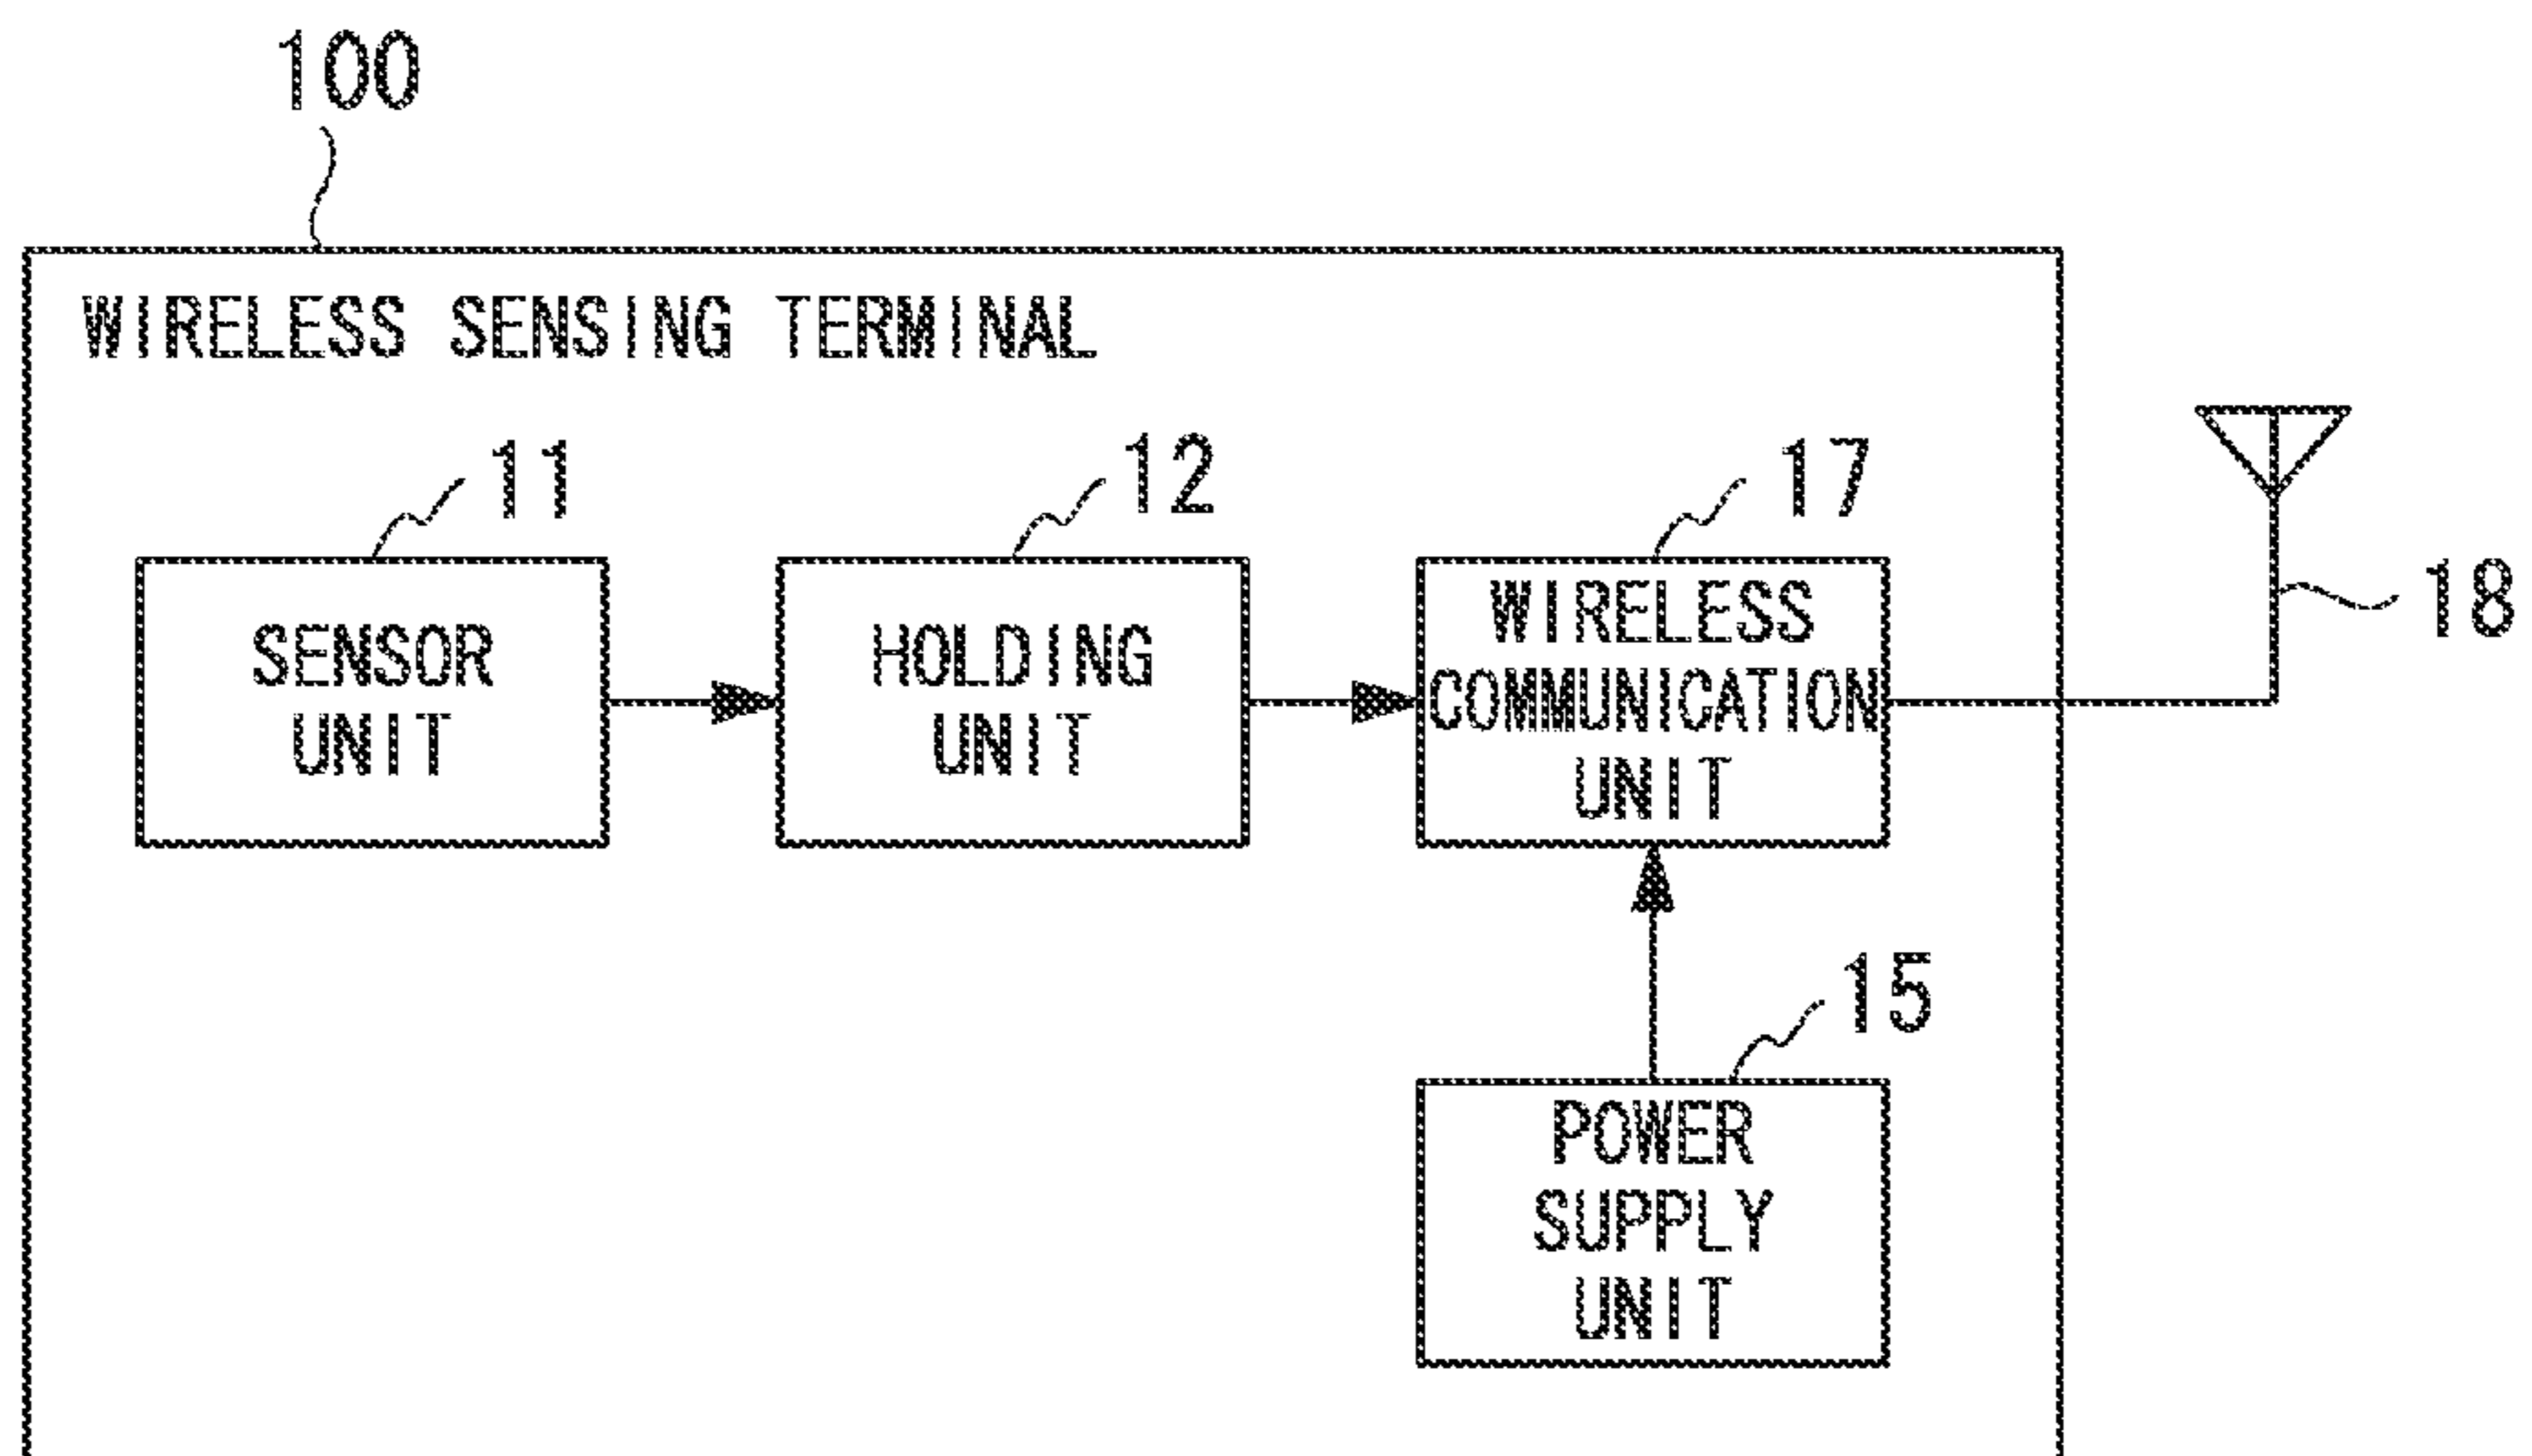 100
WIRELESS SENSING TERMINAL
11
12
17
SENSOR
UNIT
HOLDING
UNIT
WIRELESS
COMMUNICATION
UNIT
18
15
POWER
SUPPLY
UNIT